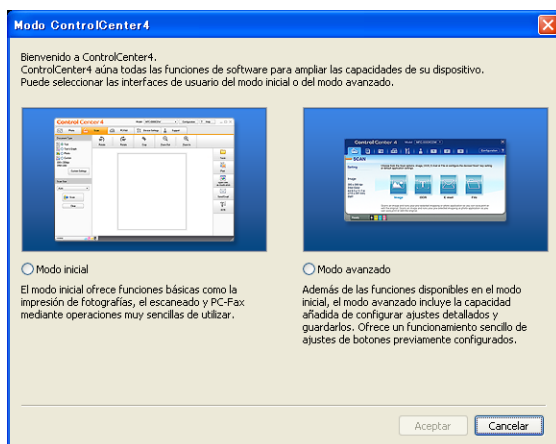 Modo ControlCenter4
Bienvenido a ControlCenter4.
ControlCenter4 aúna todas las funciones de software para ampliar las capacidades de su dispositivo.
Puede seleccionar las interfaces de usuario del modo inicial o del modo avanzado.
Control Center 4
Control Center 4
SCAN
Image
OCR
E-mail
File
Modo inicial
El modo inicial ofrece funciones básicas como la
impresión de fotografías, el escaneado y PC-Fax
mediante operaciones muy sencillas de utilizar.
Modo avanzado
Además de las funciones disponibles en el modo
inicial, el modo avanzado incluye la capacidad
añadida de configurar ajustes detallados y
guardarlos. Ofrece un funcionamiento sencillo de
ajustes de botones previamente configurados.
Aceptar
Cancelar